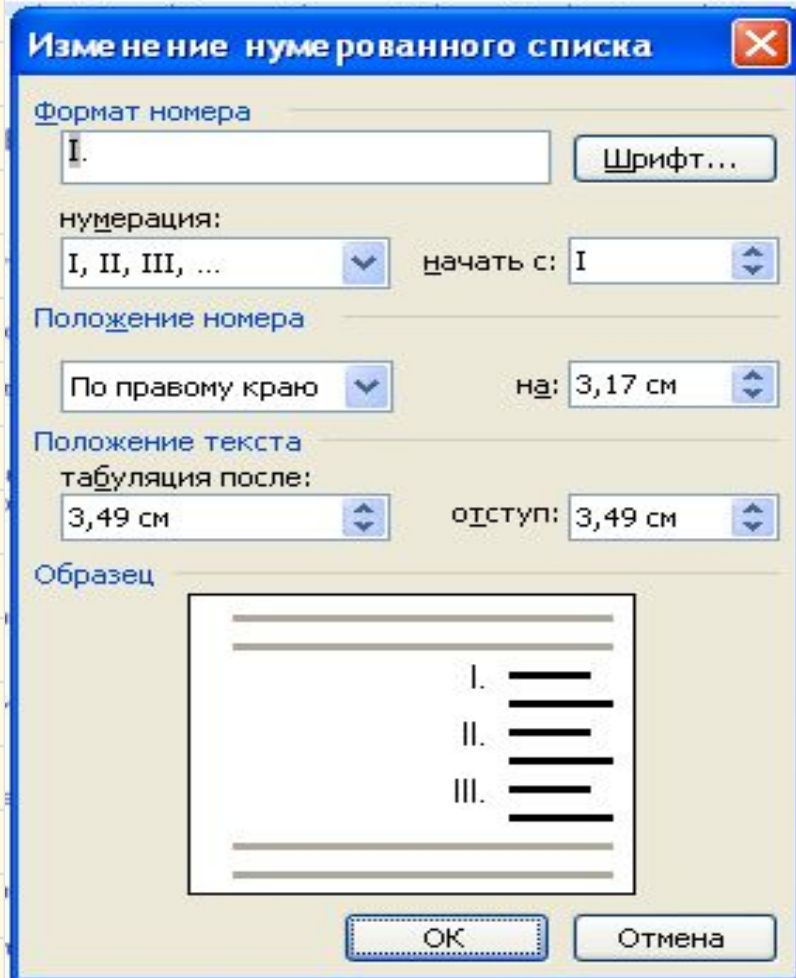 Изменение нумерованного списка
Формат номера
I.
Шрифт...
нумерация:
I, II, III, ...
начать с: I
Положение номера
По правому краю
на: 3,17 см
Положение текста
табуляция после:
3,49 см
отступ: 3,49 см
Образец
I.
II.
III.
ОК
Отмена